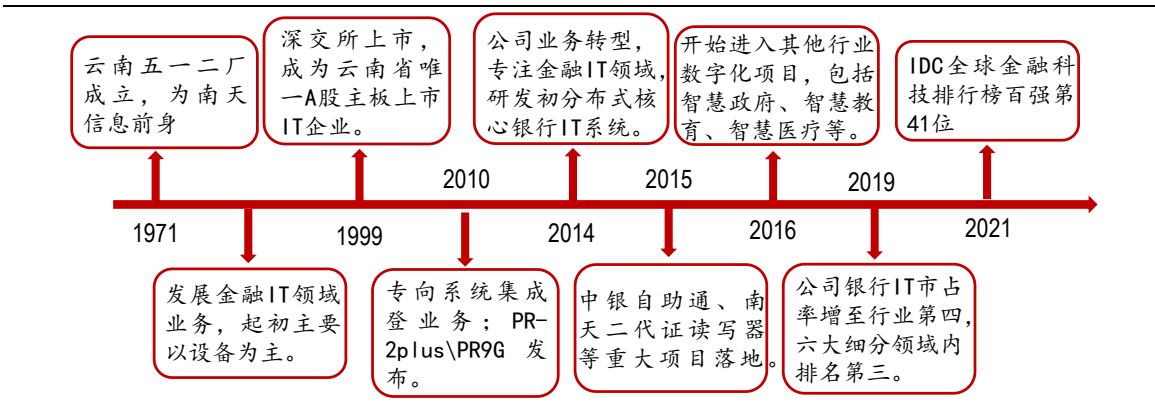 云南五一二厂
成立，为南天
信息前身
深交所上市，
成为云南省唯
一A股主板上市
IT企业。
公司业务转型，
专注金融IT领域，
研发初分布式核
心银行IT系统。
开始进入其他行业
数字化项目，包括
智慧政府、智慧教
育、智慧医疗等。
IDC全球金融科
技排行榜百强第
41位
2010
2015
2019
1971
1999
2014
2016
2021
发展金融IT领域
业务，起初主要
以设备为主。
专向系统集成
登业务；PR-
2plus\PR9G 发
布。
中银自助通、南
天二代证读写器
等重大项目落地。
公司银行IT市占
率增至行业第四，
六大细分领域内
排名第三。